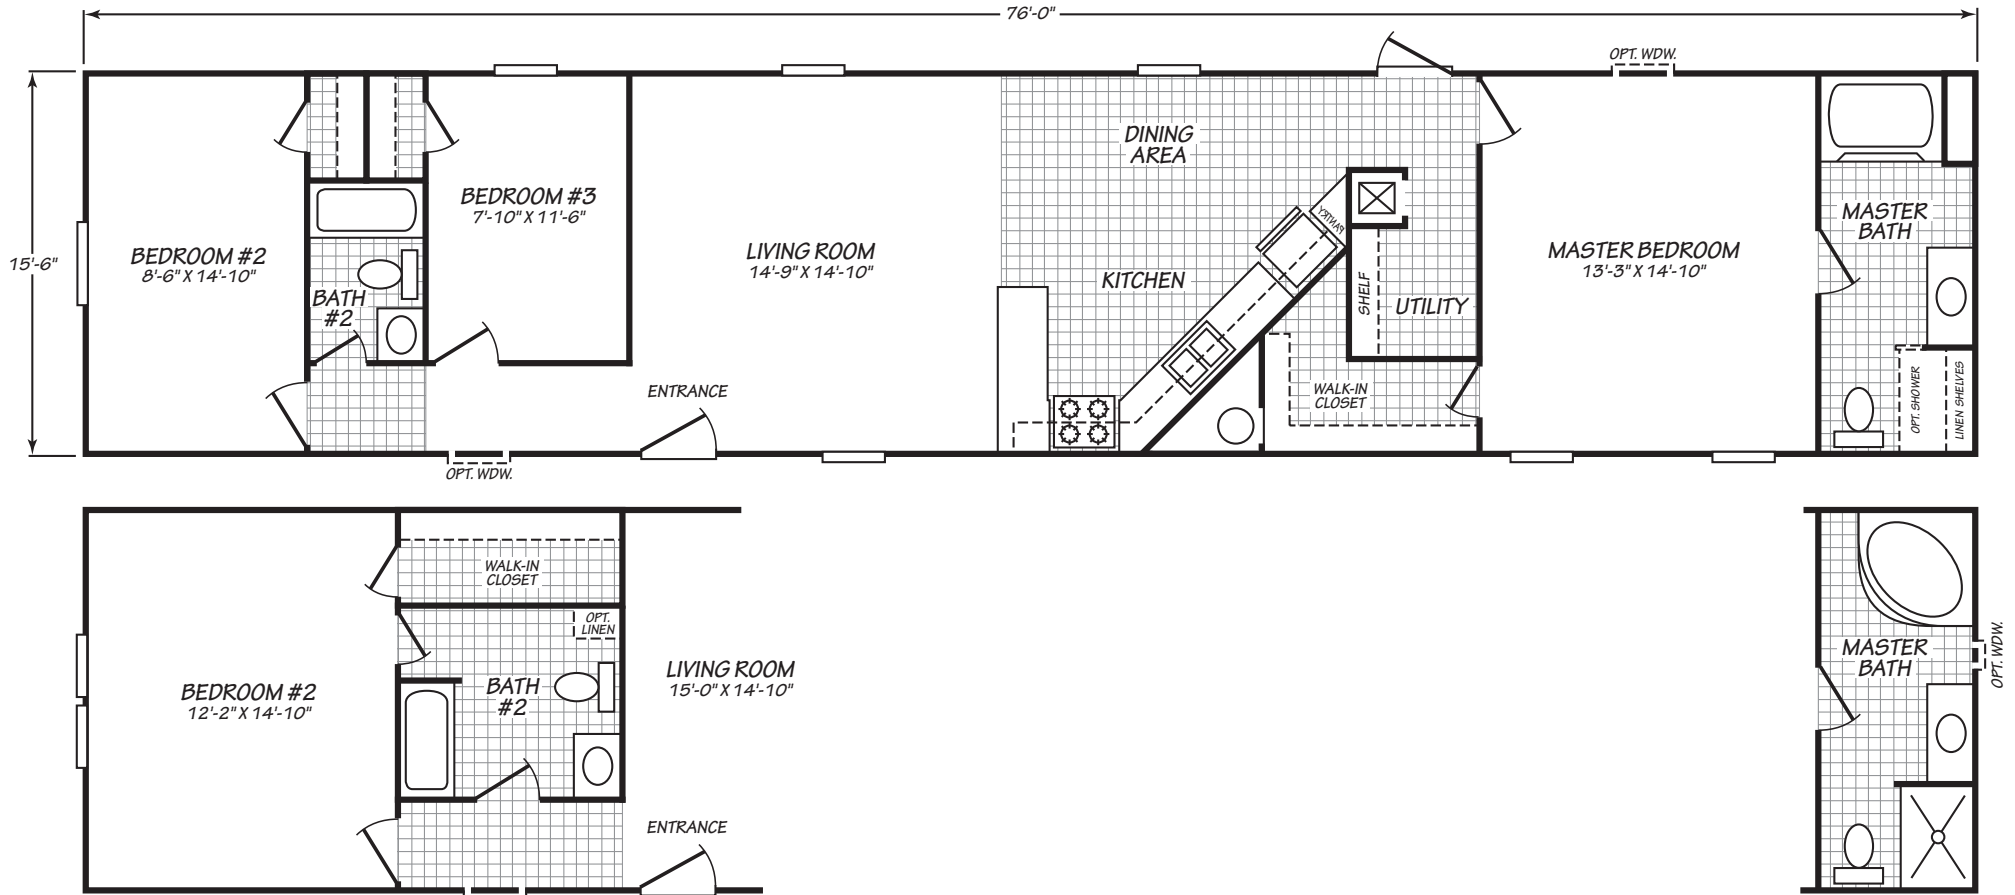 76'-0"
OPT. WDW.
15'-6"
BEDROOM #2
8'-6" X 14'-10"
BATH
#2
BEDROOM #3
7'-10" X 11'-6"
LIVING ROOM
14'-9" X 14'-10"
ENTRANCE
OPT. WDW.
DINING
AREA
KITCHEN
PANTRY
SHELF
UTILITY
WALK-IN
CLOSET
MASTER BEDROOM
13'-3" X 14'-10"
MASTER
BATH
OPT. SHOWER
LINEN SHELVES
BEDROOM #2
12'-2" X 14'-10"
WALK-IN
CLOSET
OPT.
LINEN
BATH
#2
LIVING ROOM
15'-0" X 14'-10"
ENTRANCE
MASTER
BATH
OPT. WDW.